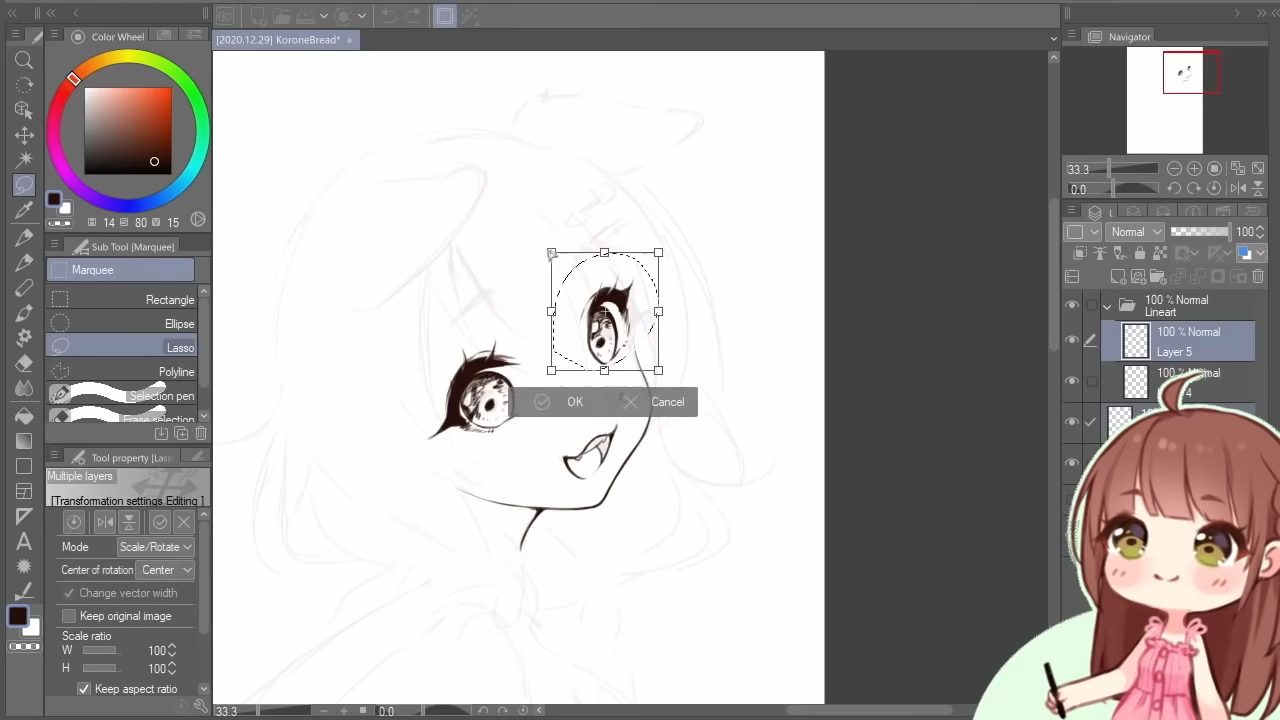 Color Wheel
[2020.12.29] KoroneBread*
Navigator
33.3
0.0
14 80 15
Sub Tool [Marquee]
Marquee
Rectangle
Ellipse
Lasso
Polyline
Selection pen
Erase selection
Normal 100
100 % Normal
Lineart
100 % Normal
Layer 5
OK Cancel
Tool property [Lasso
Multiple layers
[Transformation settings Editing ]
Mode Scale/Rotate
Center of rotation Center
Change vector width
Keep original image
Scale ratio
W 100
H 100
Keep aspect ratio
33.3 0.0
A